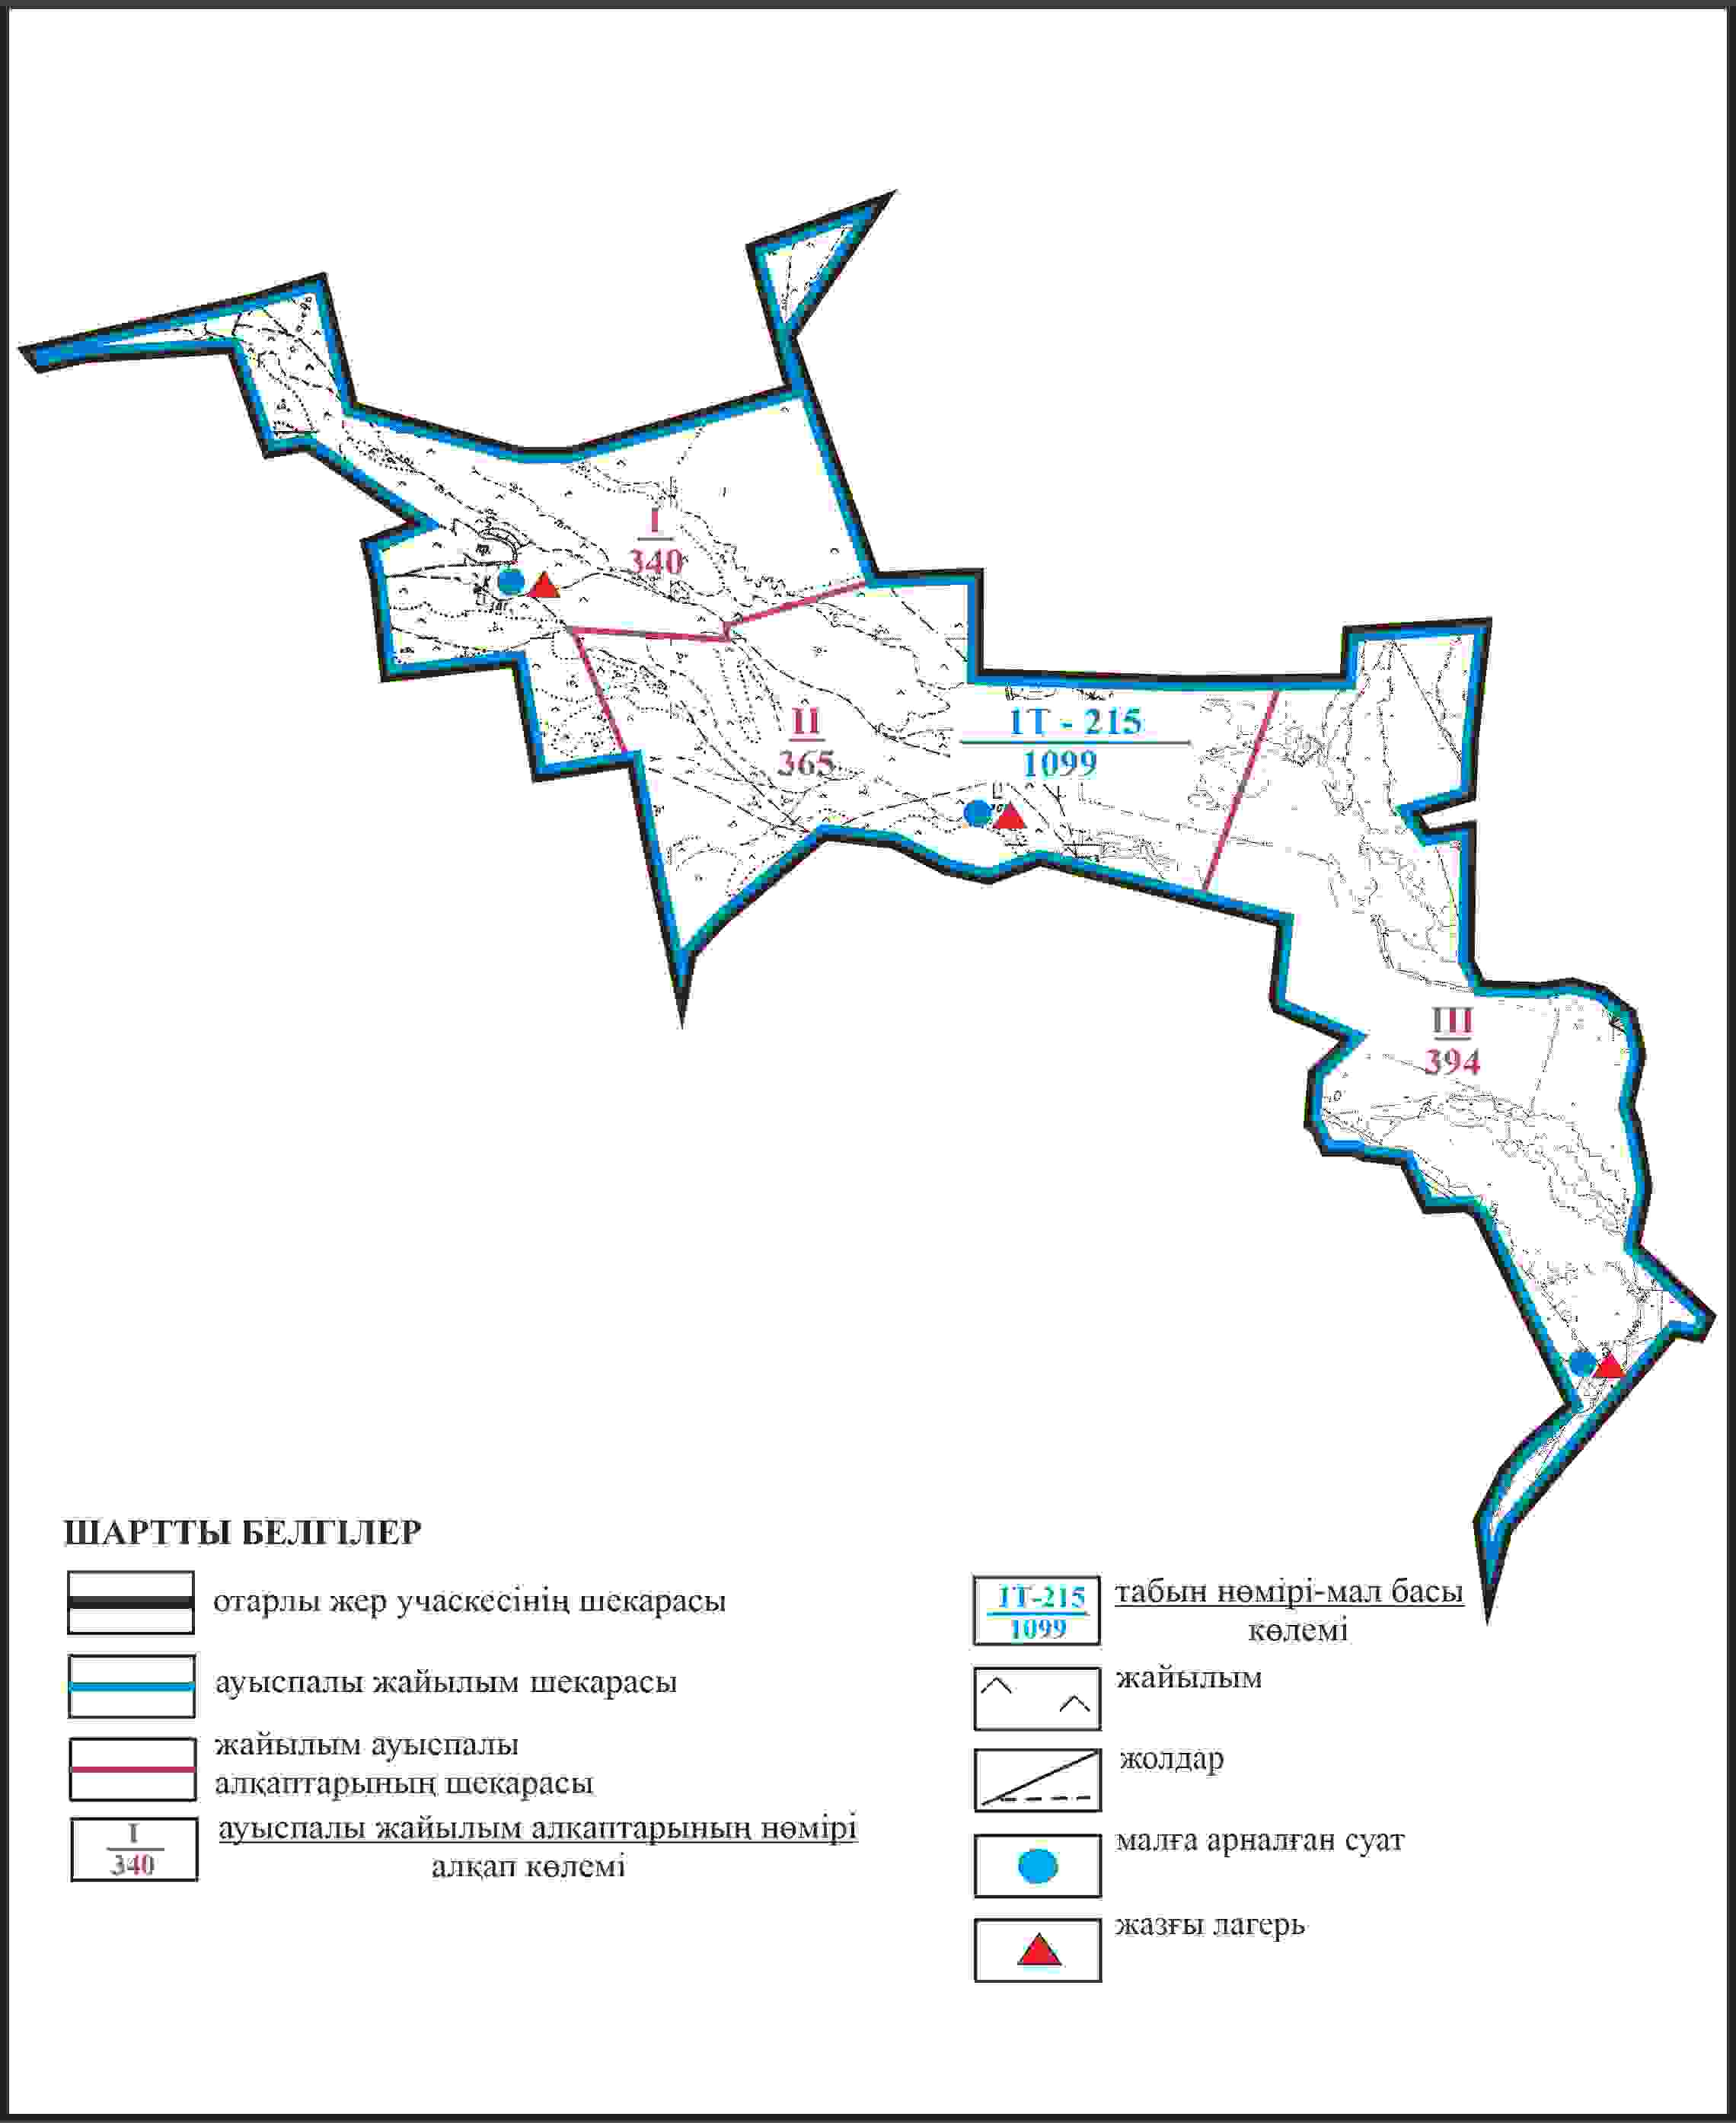 I
340
II
365
1Т - 215
1099
III
394
ШАРТТЫ БЕЛГІЛЕР
отарлы жер учаскесінің шекарасы
ауыспалы жайылым шекарасы
жайылым ауыспалы
алқаптарының шекарасы
I
340
ауыспалы жайылым алкаптарының нөмірі
алқап көлемі
1Т-215
1099
табын нөмірі-мал басы
көлемі
жайылым
жолдар
малға арналған суат
жазғы лагерь